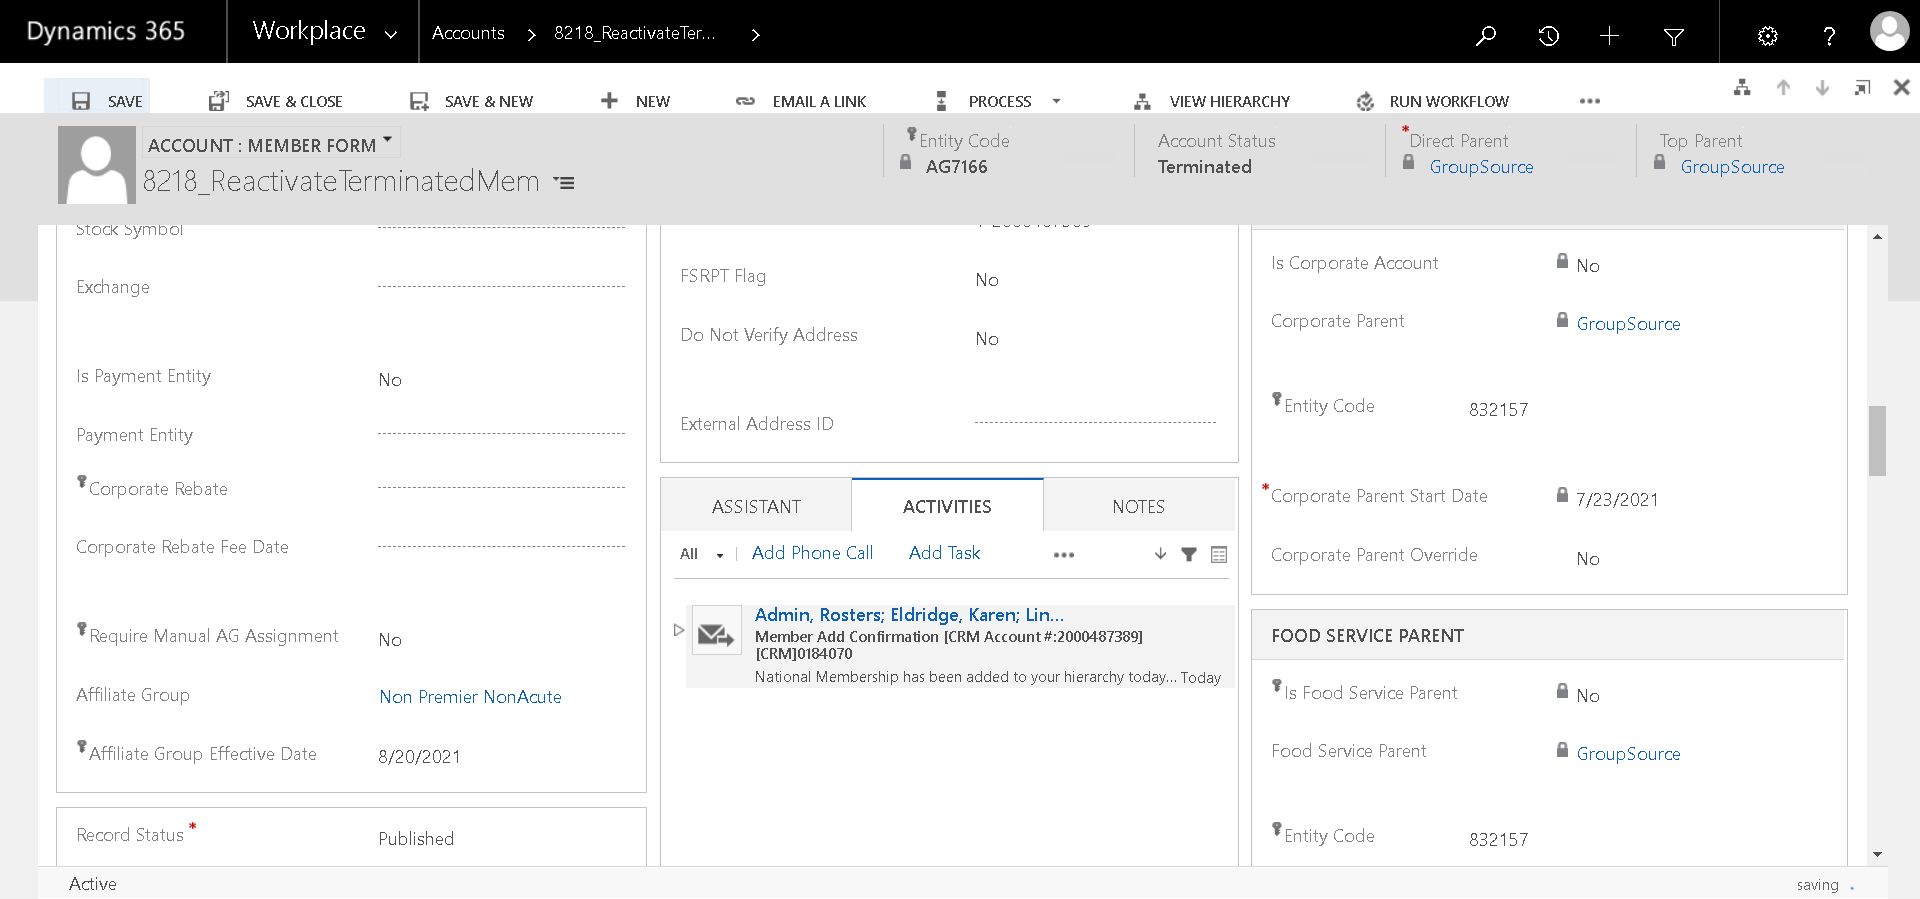 Dynamics 365
Workplace
Accounts
8218_ReactivateTer...
SAVE
SAVE & CLOSE
SAVE & NEW
NEW
EMAIL A LINK
PROCESS
VIEW HIERARCHY
RUN WORKFLOW
ACCOUNT : MEMBER FORM
8218_ReactivateTerminatedMem
Entity Code
AG7166
Account Status
Terminated
*Direct Parent
GroupSource
Top Parent
GroupSource
Stock Symbol
Exchange
Is Payment Entity
No
Payment Entity
Corporate Rebate
Corporate Rebate Fee Date
Require Manual AG Assignment
No
Affiliate Group
Non Premier NonAcute
Affiliate Group Effective Date
8/20/2021
Record Status *
Published
FSRPT Flag
No
Do Not Verify Address
No
External Address ID
ASSISTANT
ACTIVITIES
NOTES
All
Add Phone Call
Add Task
Admin, Rosters; Eldridge, Karen; Lin...
Member Add Confirmation [CRM Account #:2000487389]
[CRM]0184070
National Membership has been added to your hierarchy today... Today
Is Corporate Account
No
Corporate Parent
GroupSource
Entity Code
832157
*Corporate Parent Start Date
7/23/2021
Corporate Parent Override
No
FOOD SERVICE PARENT
Is Food Service Parent
No
Food Service Parent
GroupSource
Entity Code
832157
Active
saving